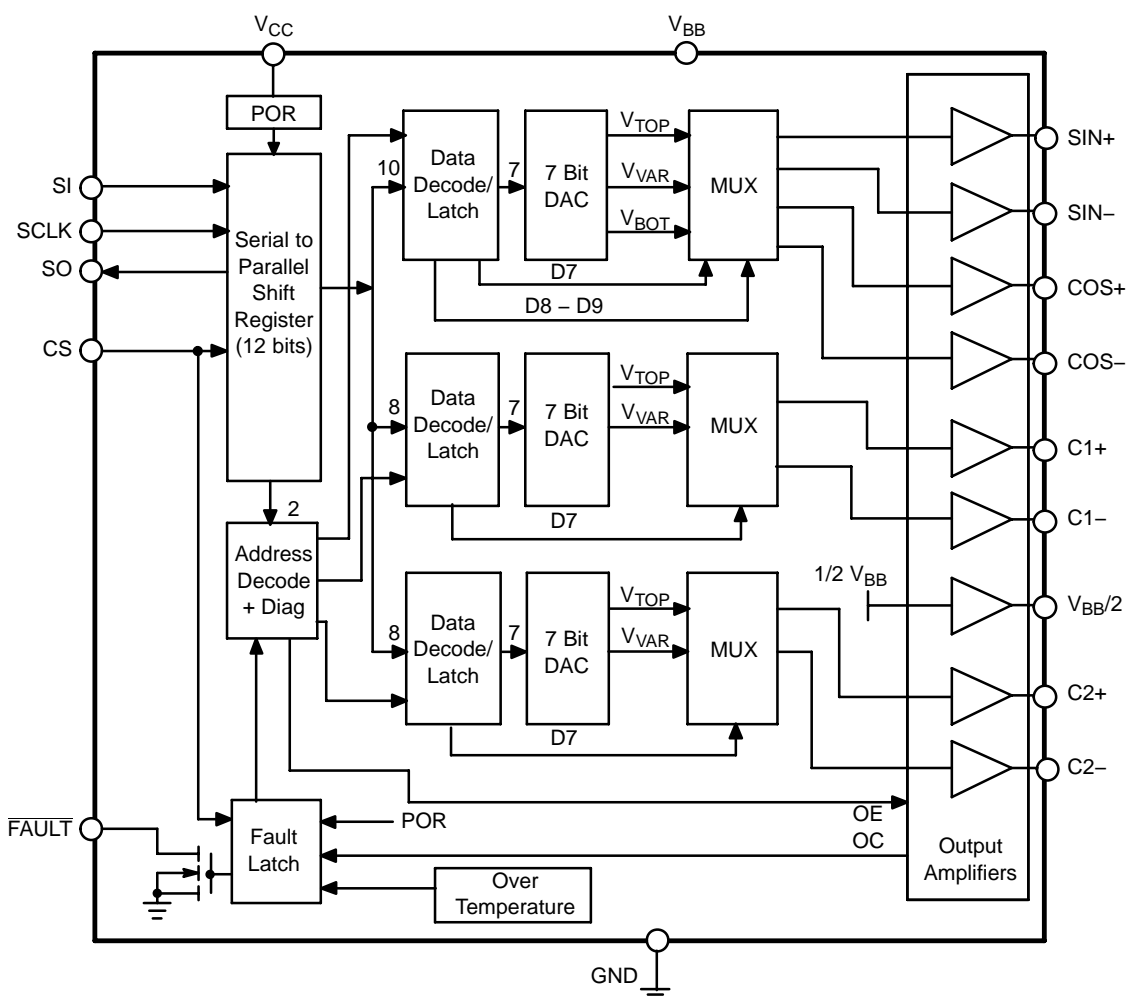 VCC
VBB
POR
SI
SCLK
SO
CS
Serial to
Parallel
Shift
Register
(12 bits)
10
Data
Decode/
Latch
7
7 Bit
DAC
VTOP
VVAR
VBOT
MUX
D7
D8 – D9
SIN+
SIN–
COS+
COS–
8
Data
Decode/
Latch
7
7 Bit
DAC
VTOP
VVAR
MUX
D7
C1+
C1–
2
Address
Decode
+ Diag
8
Data
Decode/
Latch
7
7 Bit
DAC
VTOP
VVAR
MUX
D7
1/2 VBB
VBB/2
C2+
C2–
FAULT
Fault
Latch
POR
OE
OC
Over
Temperature
Output
Amplifiers
GND